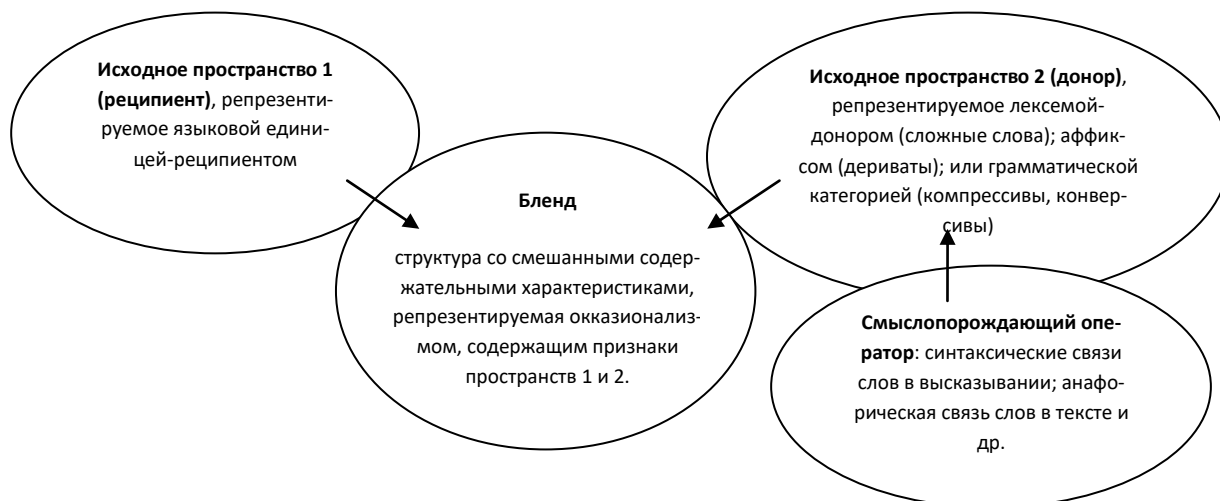 Исходное пространство 1
(реципиент), репрезенти-
руемое языковой едини-
цей-реципиентом
Исходное пространство 2 (донор),
репрезентируемое лексемой-
донором (сложные слова); аффик-
сом (дериваты); или грамматической
категорией (компрессивы, конвер-
сивы)
Бленд
структура со смешанными содер-
жательными характеристиками,
репрезентируемая окказионализ-
мом, содержащим признаки
пространств 1 и 2.
Смыслопорождающий опе-
ратор: синтаксические связи
слов в высказывании; анафо-
рическая связь слов в тексте и
др.